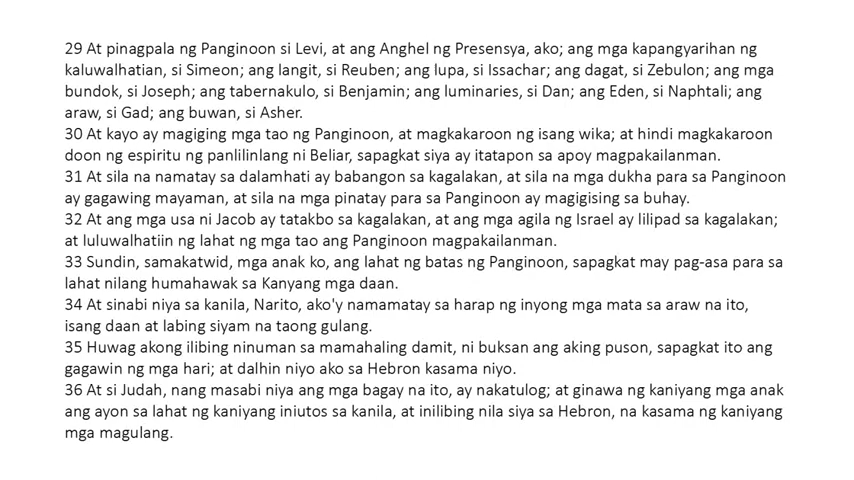 29 At pinagpala ng Panginoon si Levi, at ang Anghel ng Presensya, ako; ang mga kapangyarihan ng
kaluwalhatian, si Simeon; ang langit, si Reuben; ang lupa, si Issachar; ang dagat, si Zebulon; ang mga
bundok, si Joseph; ang tabernakulo, si Benjamin; ang luminaries, si Dan; ang Eden, si Naphtali; ang
araw, si Gad; ang buwan, si Asher.
30 At kayo ay magiging mga tao ng Panginoon, at magkakaroon ng isang wika; at hindi magkakaroon
doon ng espiritu ng panlilinlang ni Beliar, sapagkat siya ay itatapon sa apoy magpakailanman.
31 At sila na namatay sa dalamhati ay babangon sa kagalakan, at sila na mga dukha para sa Panginoon
ay gagawing mayaman, at sila na mga pinatay para sa Panginoon ay magigising sa buhay.
32 At ang mga usa ni Jacob ay tatakbo sa kagalakan, at ang mga agila ng Israel ay lilipad sa kagalakan;
at luluwalhatiin ng lahat ng mga tao ang Panginoon magpakailanman.
33 Sundin, samakatwid, mga anak ko, ang lahat ng batas ng Panginoon, sapagkat may pag-asa para sa
lahat nilang humahawak sa Kanyang mga daan.
34 At sinabi niya sa kanila, Narito, ako'y namamatay sa harap ng inyong mga mata sa araw na ito,
isang daan at labing siyam na taong gulang.
35 Huwag akong ilibing ninuman sa mamahaling damit, ni buksan ang aking puson, sapagkat ito ang
gagawin ng mga hari; at dalhin niyo ako sa Hebron kasama niyo.
36 At si Judah, nang masabi niya ang mga bagay na ito, ay nakatulog; at ginawa ng kaniyang mga anak
ang ayon sa lahat ng kaniyang iniutos sa kanila, at inilibing nila siya sa Hebron, na kasama ng kaniyang
mga magulang.